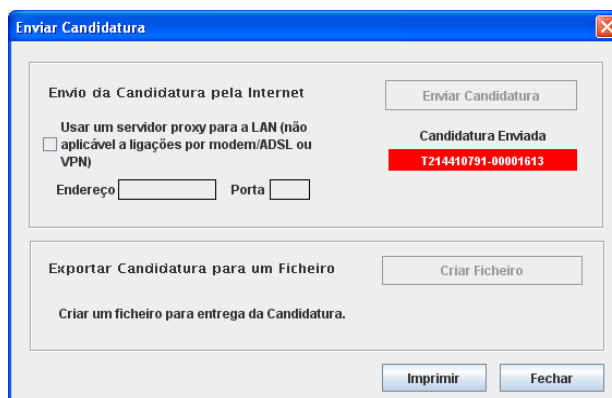 Enviar Candidatura
Envio da Candidatura pela Internet
Enviar Candidatura
Usar um servidor proxy para a LAN (não
aplicável a ligações por modem/ADSL ou
VPN)
Candidatura Enviada
T214410791-00001613
Endereço Porta
Exportar Candidatura para um Ficheiro
Criar Ficheiro
Criar um ficheiro para entrega da Candidatura.
Imprimir Fechar